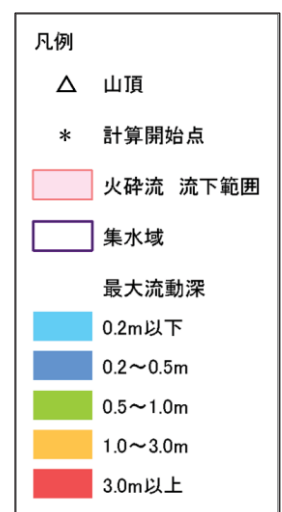 凡例
山頂
計算開始点
火砕流 流下範囲
集水域
最大流動深
0.2m以下
0.2～0.5m
0.5～1.0m
1.0～3.0m
3.0m以上